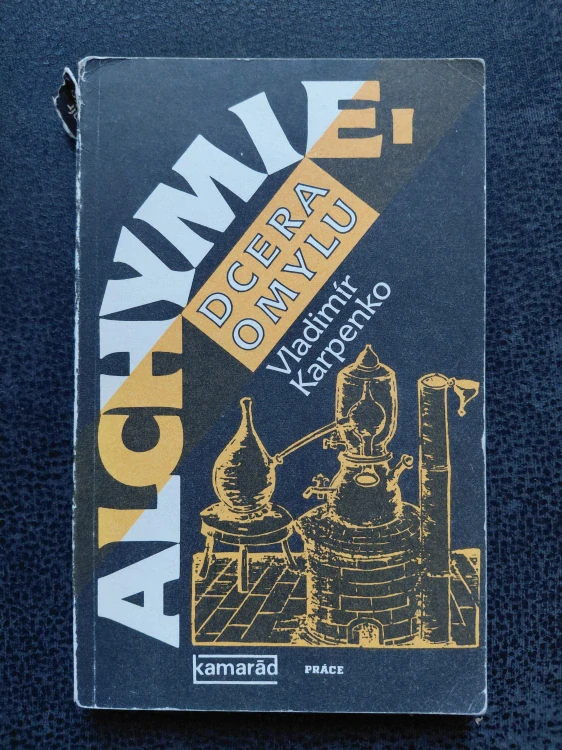 ALCHYMIE,
DCERA
OMYLU
Vladimír
Karpenko
kamarád
PRÁCE